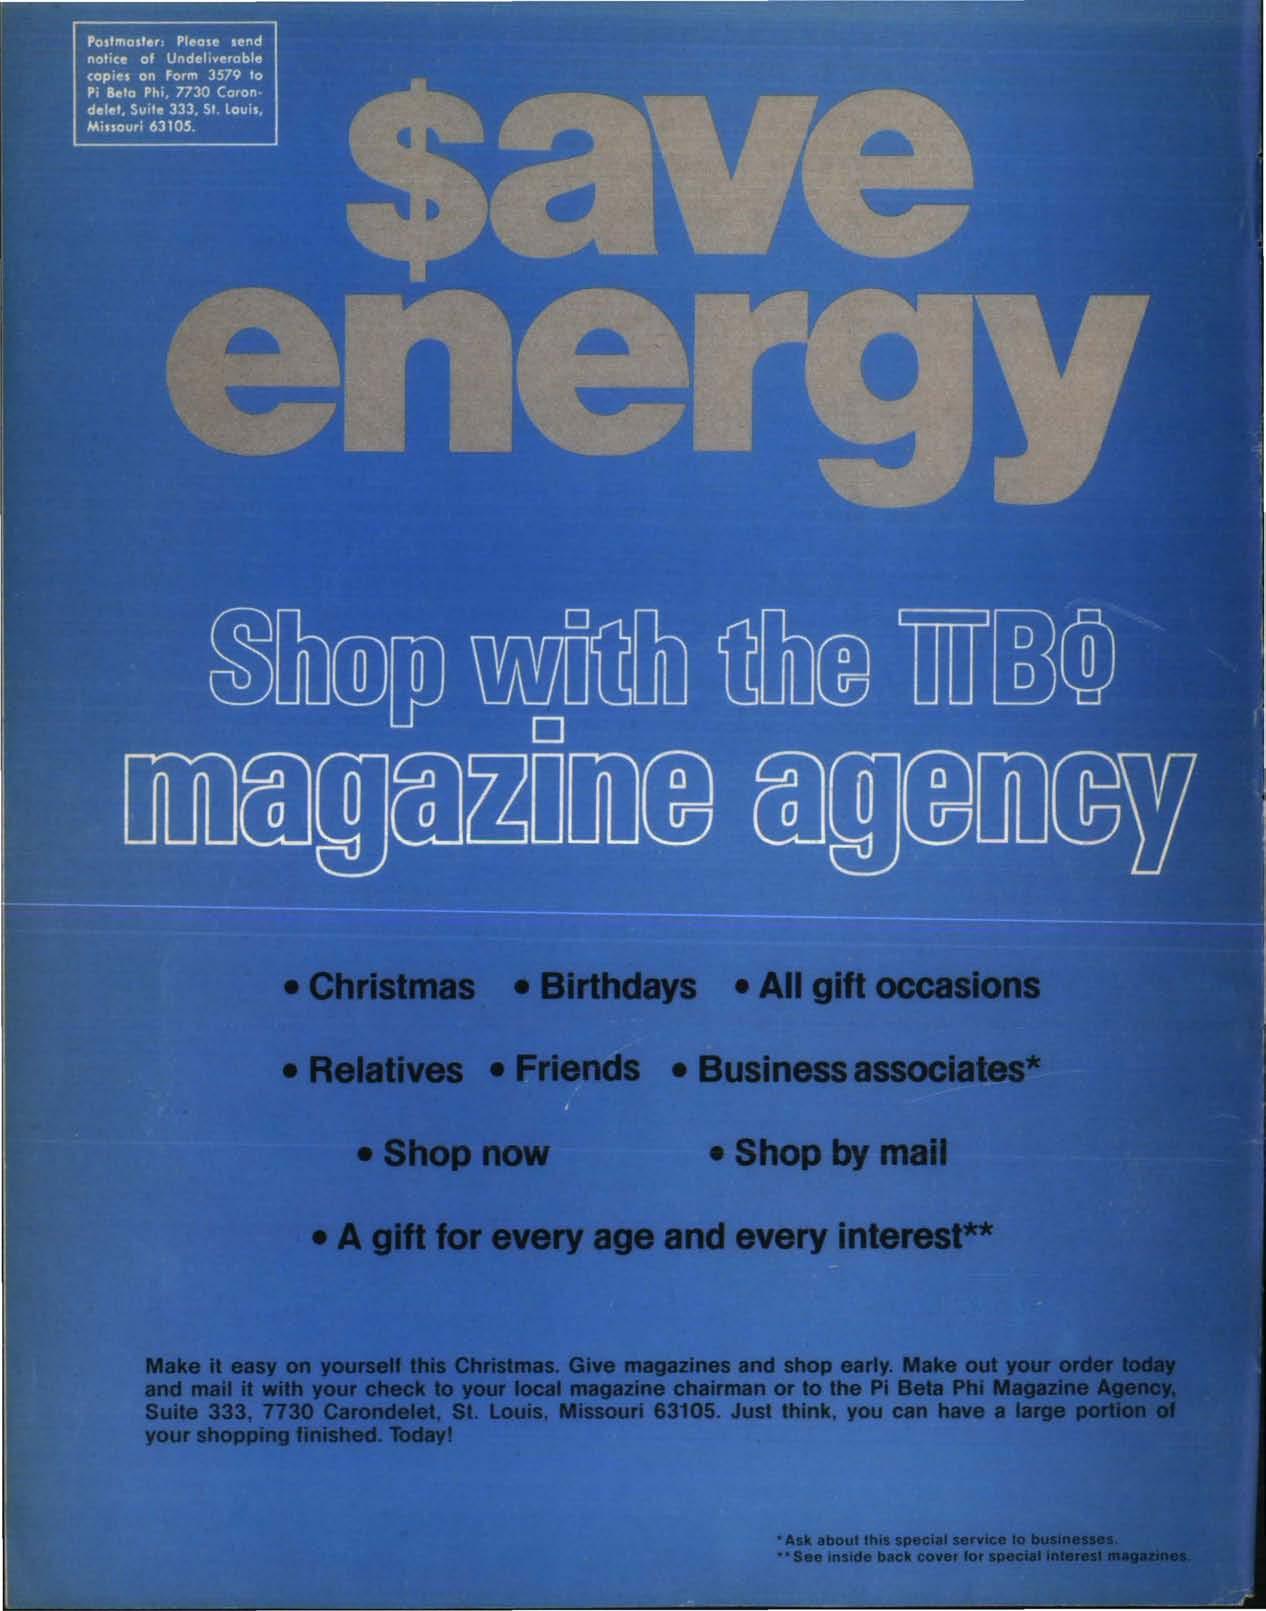 Postmaster: Please send
notice of Undeliverable
copies on Form 3579 to
Pi Beta Phi, 7730 Caron-
delet, Suite 333, St. Louis,
Missouri 63105.
$ave
energy
Shop with the ΠΒΦ
magazine agency
• Christmas • Birthdays • All gift occasions
• Relatives • Friends • Business associates*
• Shop now • Shop by mail
• A gift for every age and every interest**
Make it easy on yourself this Christmas. Give magazines and shop early. Make out your order today
and mail it with your check to your local magazine chairman or to the Pi Beta Phi Magazine Agency,
Suite 333, 7730 Carondelet, St. Louis, Missouri 63105. Just think, you can have a large portion of
your shopping finished. Today!
*Ask about this special service to businesses.
**See inside back cover for special interest magazines.